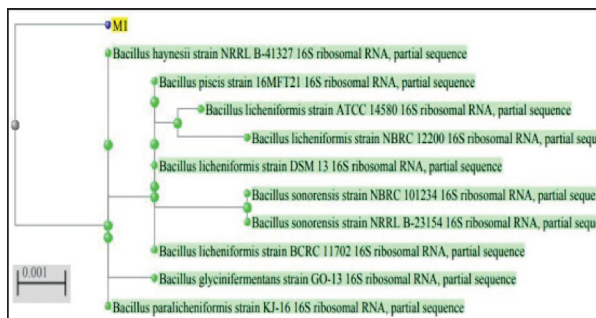 M1
Bacillus haynesii strain NRRL B-41327 16S ribosomal RNA, partial sequence
Bacillus piscis strain 16MFT21 16S ribosomal RNA, partial sequence
Bacillus licheniformis strain ATCC 14580 16S ribosomal RNA, partial sequence
Bacillus licheniformis strain NBRC 12200 16S ribosomal RNA, partial seque
Bacillus licheniformis strain DSM 13 16S ribosomal RNA, partial sequence
Bacillus sonorensis strain NBRC 101234 16S ribosomal RNA, partial sequen
Bacillus sonorensis strain NRRL B-23154 16S ribosomal RNA, partial sequen
Bacillus licheniformis strain BCRC 11702 16S ribosomal RNA, partial sequence
Bacillus glycinifermentans strain GO-13 16S ribosomal RNA, partial sequence
0.001
Bacillus paralicheniformis strain KJ-16 16S ribosomal RNA, partial sequence